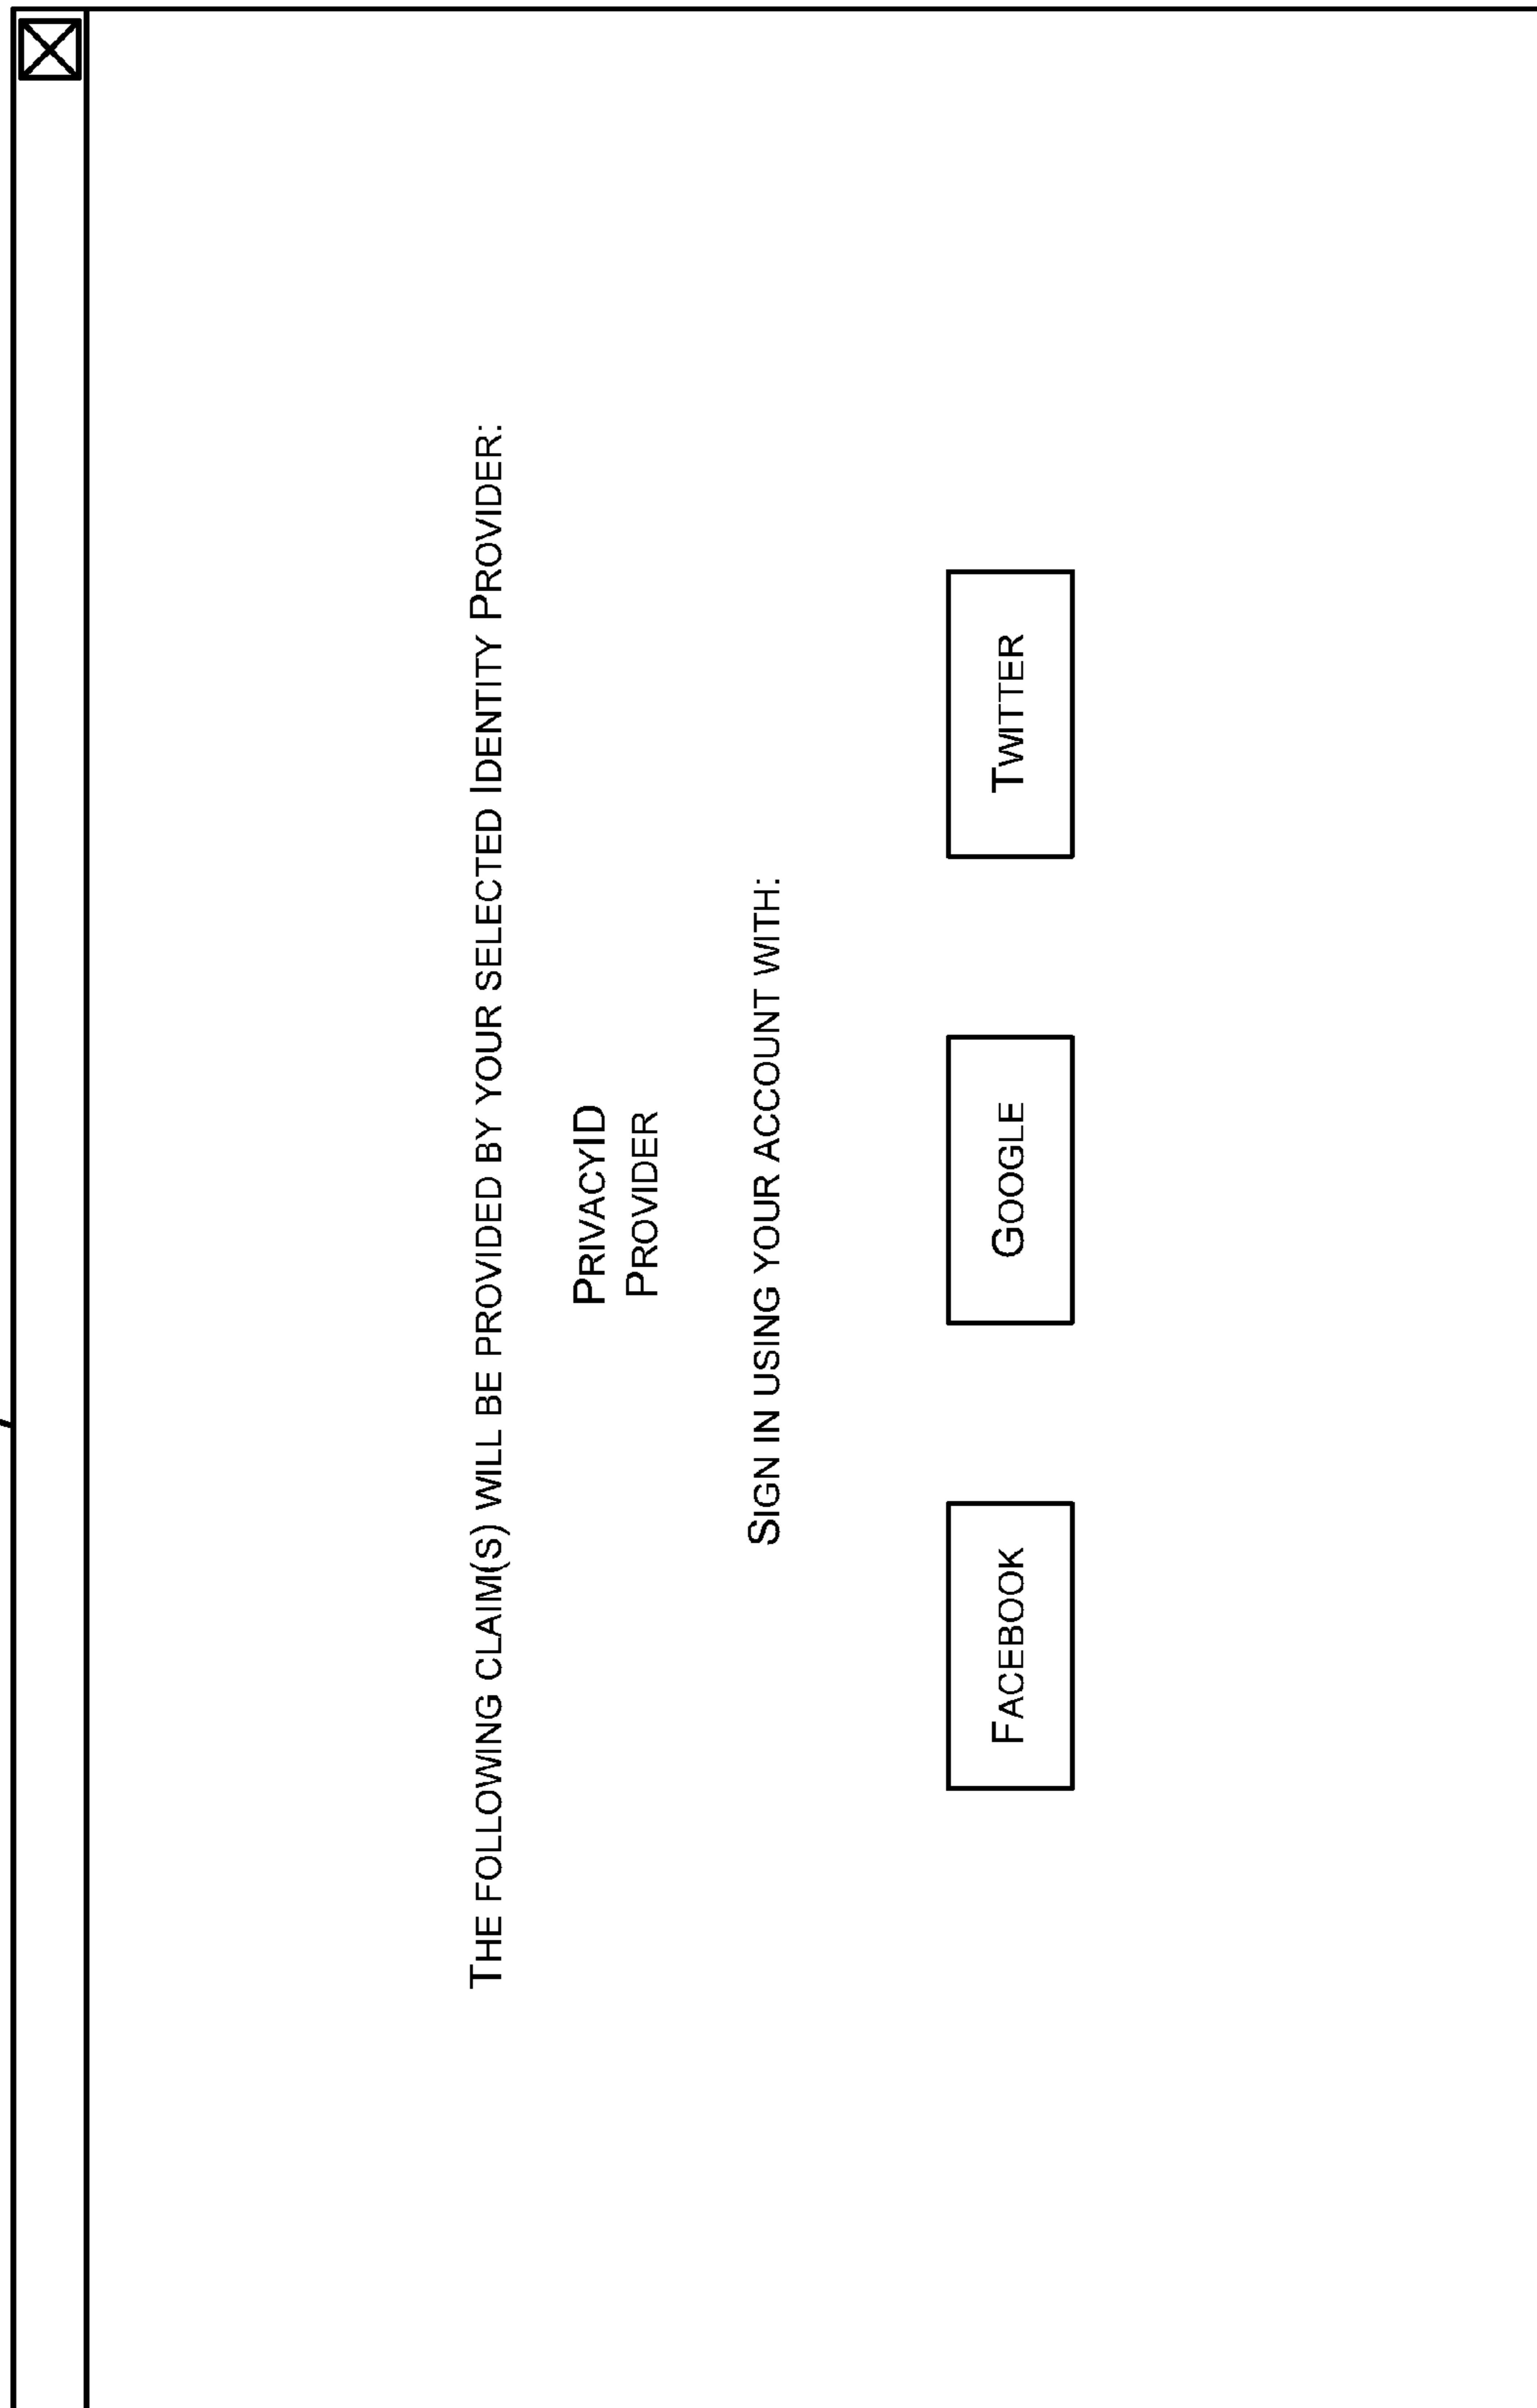 THE FOLLOWING CLAIM(S) WILL BE PROVIDED BY YOUR SELECTED IDENTITY PROVIDER:
PRIVACYID
PROVIDER
SIGN IN USING YOUR ACCOUNT WITH:
FACEBOOK
GOOGLE
TWITTER